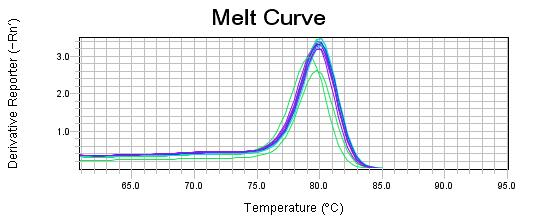 Melt Curve
Derivative Reporter (−Rn')
3.0
2.0
1.0
65.0 70.0 75.0 80.0 85.0 90.0 95.0
Temperature (°C)